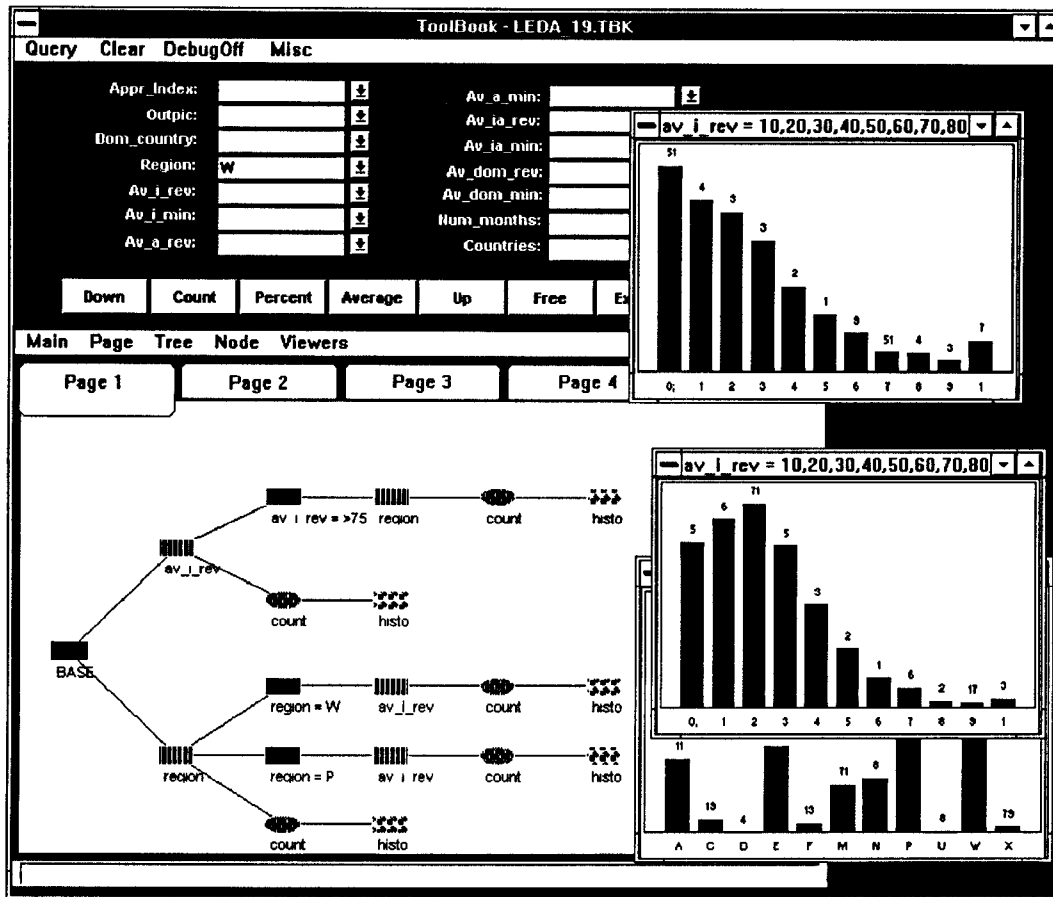 ToolBook - LEDA_19.TBK
Query Clear DebugOff Misc
Appr_Index:
Outpic:
Dom_country:
Region: W
Av_i_rev:
Av_i_min:
Av_a_rev:
Av_a_min:
Av_ia_rev:
Av_ia_min:
Av_dom_rev:
Av_dom_min:
Num_months:
Countries:
Down Count Percent Average Up Free Ex
Main Page Tree Node Viewers
Page 1 Page 2 Page 3 Page 4
av_i_rev = 10,20,30,40,50,60,70,80
51 4 3 3 2 1 9 51 4 3 7
0; 1 2 3 4 5 6 7 8 9 1
av_i_rev = >75 region count histo
av_i_rev
count histo
BASE
region = W av_i_rev count histo
region
region = P av_i_rev count histo
count histo
av_i_rev = 10,20,30,40,50,60,70,80
5 6 71 5 3 2 1 6 2 17 3
0, 1 2 3 4 5 6 7 8 9 1
11 13 4 13 71 8 8 79
A C D E F M N P U W X